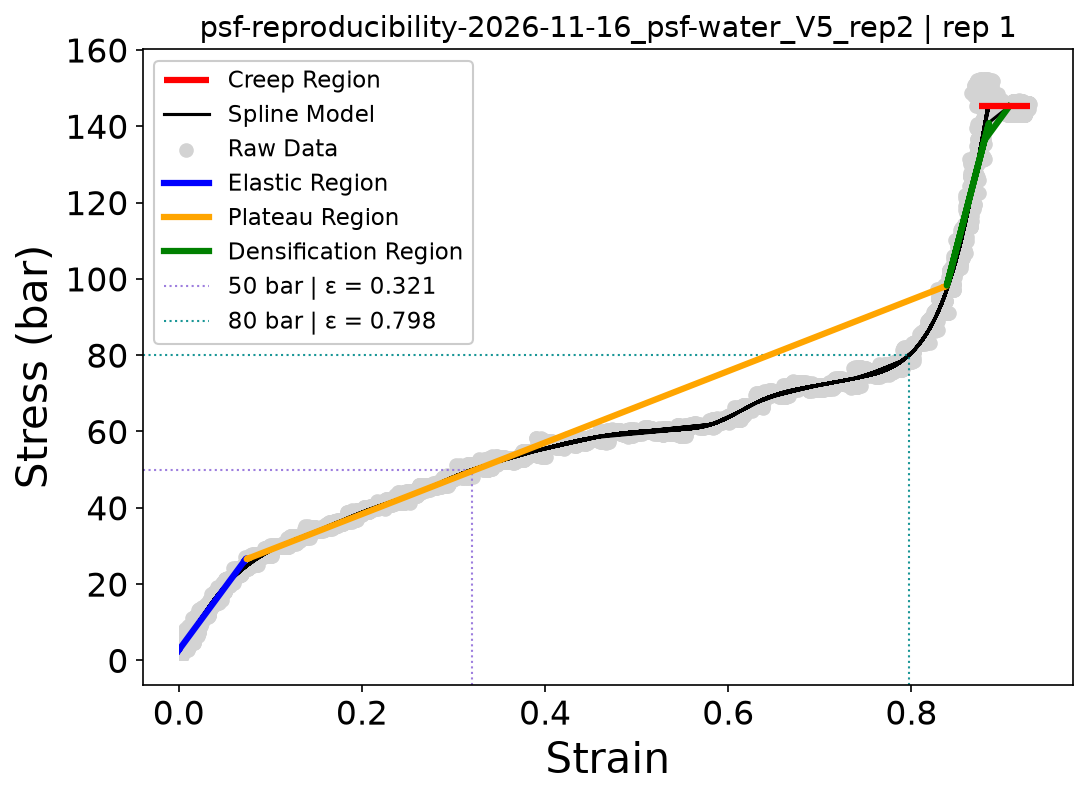 psf-reproducibility-2026-11-16_psf-water_V5_rep2 | rep 1
Creep Region
Spline Model
Raw Data
Elastic Region
Plateau Region
Densification Region
50 bar | ε = 0.321
80 bar | ε = 0.798
Stress (bar)
160
140
120
100
80
60
40
20
0
0.0 0.2 0.4 0.6 0.8
Strain